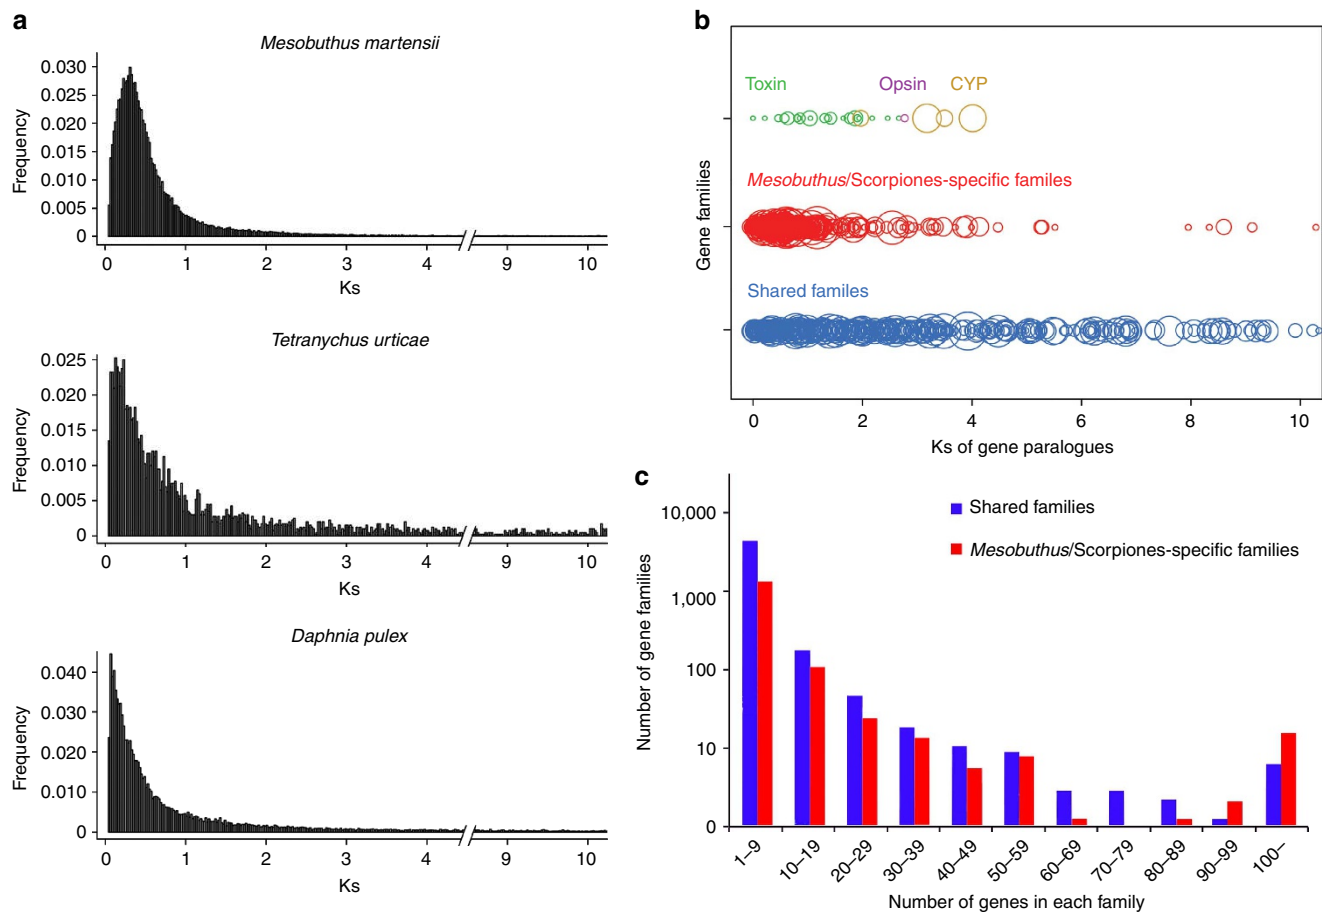 a
Mesobuthus martensii
Frequency
0.030
0.025
0.020
0.015
0.010
0.005
0
0 1 2 3 4 9 10
Ks
Tetranychus urticae
Frequency
0.025
0.020
0.015
0.010
0.005
0
0 1 2 3 4 9 10
Ks
Daphnia pulex
Frequency
0.040
0.030
0.020
0.010
0
0 1 2 3 4 9 10
Ks
b
Gene families
Toxin Opsin CYP
Mesobuthus/Scorpiones-specific familes
Shared familes
0 2 4 6 8 10
Ks of gene paralogues
c
Number of gene families
10,000
1,000
100
10
0
Shared families
Mesobuthus/Scorpiones-specific families
1–9 10–19 20–29 30–39 40–49 50–59 60–69 70–79 80–89 90–99 100–
Number of genes in each family